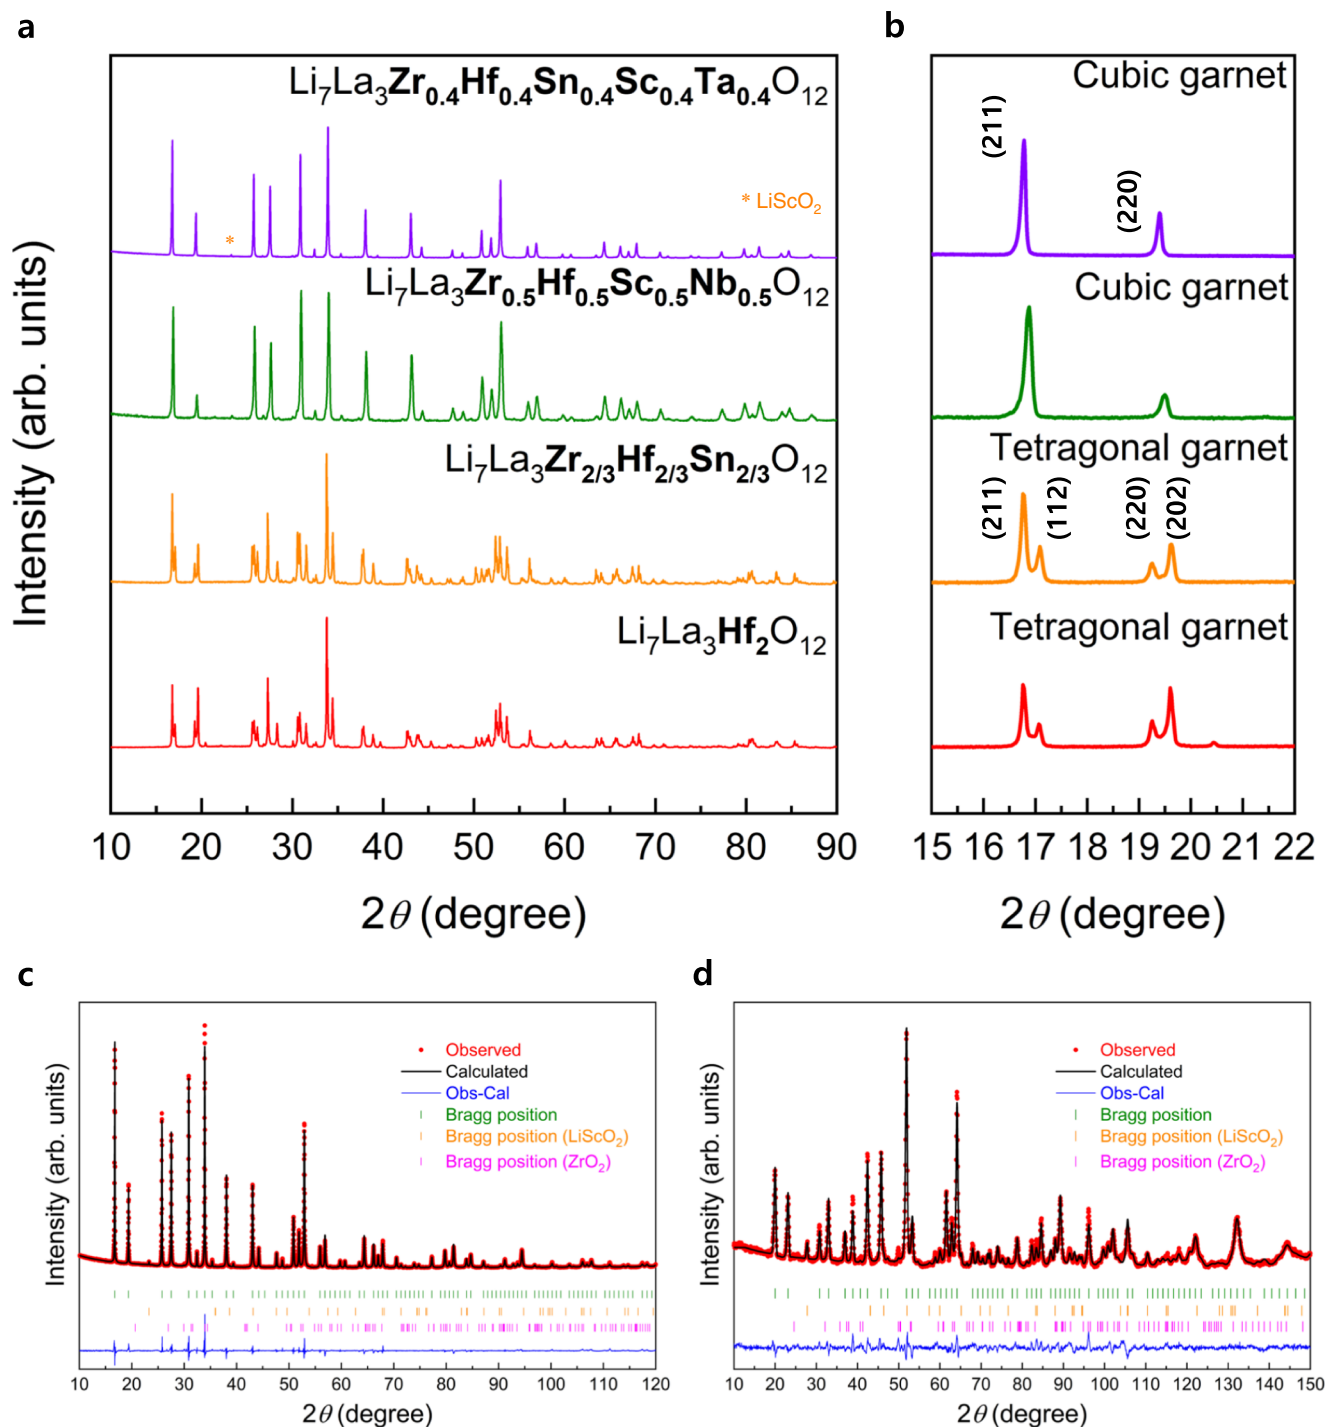 a
Li₇La₃Zr₀.₄Hf₀.₄Sn₀.₄Sc₀.₄Ta₀.₄O₁₂
* LiScO₂
*
Li₇La₃Zr₀.₅Hf₀.₅Sc₀.₅Nb₀.₅O₁₂
Li₇La₃Zr₂/₃Hf₂/₃Sn₂/₃O₁₂
Li₇La₃Hf₂O₁₂
Intensity (arb. units)
10 20 30 40 50 60 70 80 90
2θ (degree)
b
Cubic garnet
(211)
(220)
Cubic garnet
Tetragonal garnet
(211) (112) (220) (202)
Tetragonal garnet
15 16 17 18 19 20 21 22
2θ (degree)
c
Observed
Calculated
Obs-Cal
Bragg position
Bragg position (LiScO₂)
Bragg position (ZrO₂)
Intensity (arb. units)
10 20 30 40 50 60 70 80 90 100 110 120
2θ (degree)
d
Observed
Calculated
Obs-Cal
Bragg position
Bragg position (LiScO₂)
Bragg position (ZrO₂)
Intensity (arb. units)
10 20 30 40 50 60 70 80 90 100 110 120 130 140 150
2θ (degree)